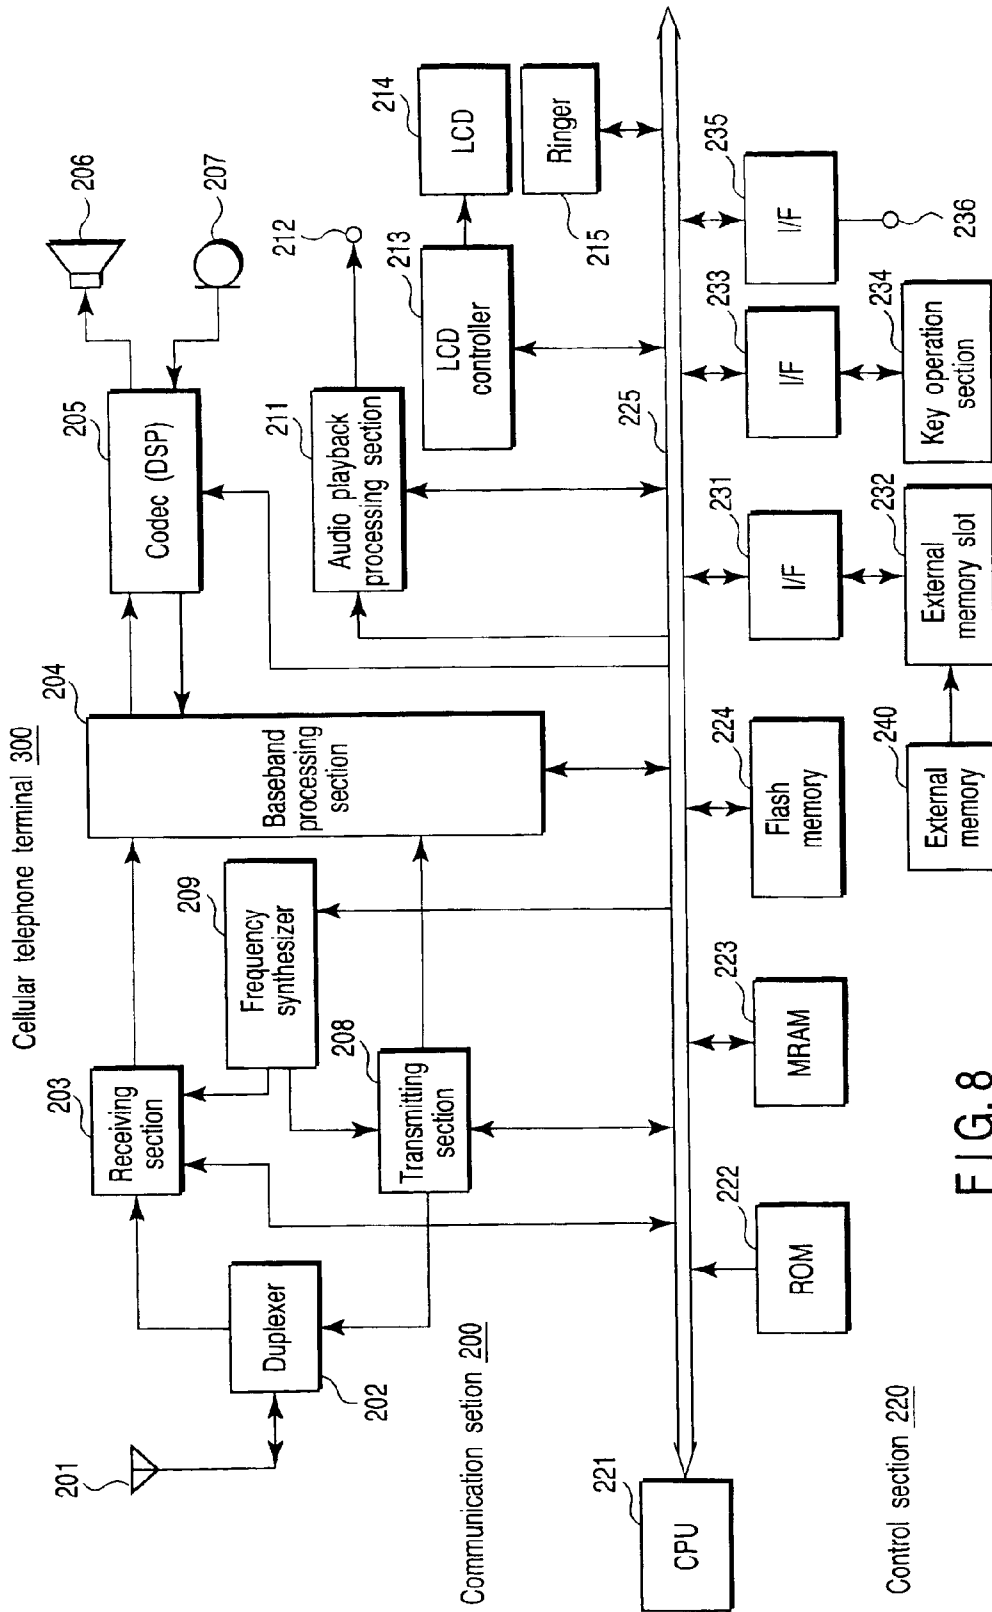 Cellular telephone terminal 300
201
Duplexer
202
203
Receiving
section
209
Frequency
synthesizer
208
Transmitting
section
204
Baseband
processing
section
205
Codec (DSP)
206
207
211
Audio playback
processing section
212
213
LCD
controller
214
LCD
Ringer
215
Communication setion 200
225
221
CPU
222
ROM
223
MRAM
224
Flash
memory
231
I/F
233
I/F
235
I/F
236
240
External
memory
232
External
memory slot
234
Key operation
section
Control section 220
FIG. 8